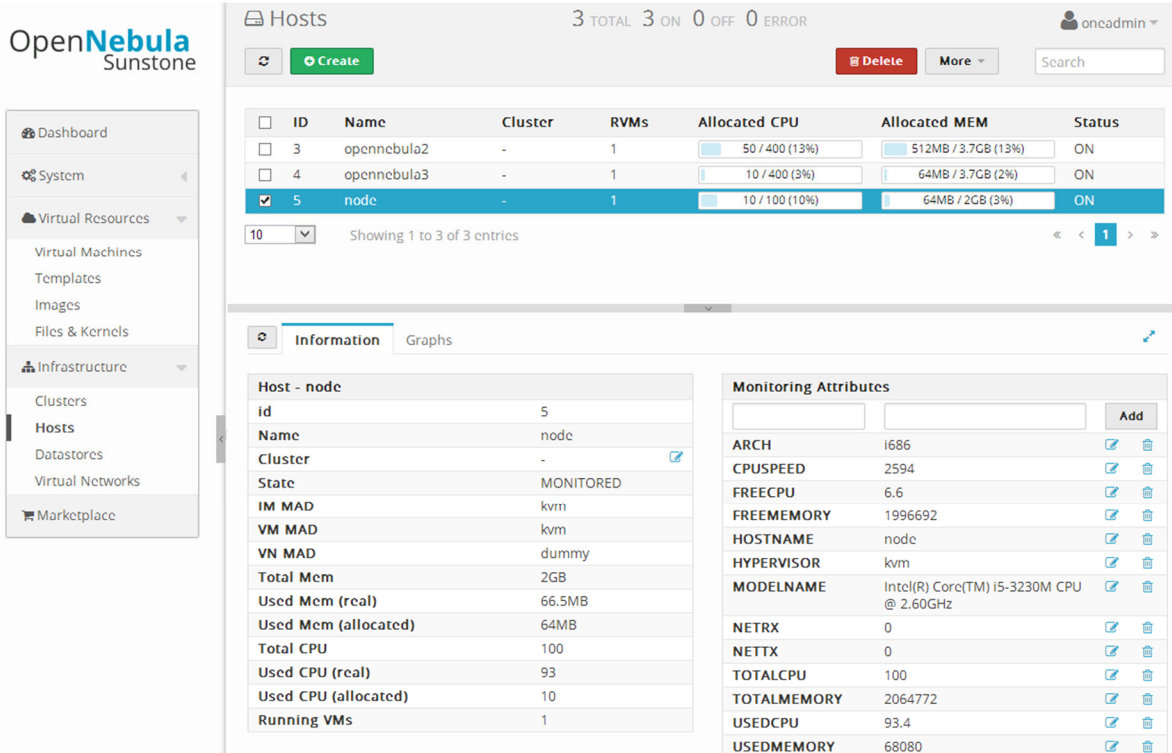 OpenNebula
Sunstone
Dashboard
System
Virtual Resources
Virtual Machines
Templates
Images
Files & Kernels
Infrastructure
Clusters
Hosts
Datastores
Virtual Networks
Marketplace
Hosts 3 TOTAL 3 ON 0 OFF 0 ERROR oneadmin
Create Delete More Search
ID Name Cluster RVMs Allocated CPU Allocated MEM Status
3 opennebula2 - 1 50 / 400 (13%) 512MB / 3.7GB (13%) ON
4 opennebula3 - 1 10 / 400 (3%) 64MB / 3.7GB (2%) ON
5 node - 1 10 / 100 (10%) 64MB / 2GB (3%) ON
10 Showing 1 to 3 of 3 entries « < 1 > »
Information Graphs
Host - node
id 5
Name node
Cluster -
State MONITORED
IM MAD kvm
VM MAD kvm
VN MAD dummy
Total Mem 2GB
Used Mem (real) 66.5MB
Used Mem (allocated) 64MB
Total CPU 100
Used CPU (real) 93
Used CPU (allocated) 10
Running VMs 1
Monitoring Attributes
Add
ARCH i686
CPUSPEED 2594
FREECPU 6.6
FREEMEMORY 1996692
HOSTNAME node
HYPERVISOR kvm
MODELNAME Intel(R) Core(TM) i5-3230M CPU
@ 2.60GHz
NETRX 0
NETTX 0
TOTALCPU 100
TOTALMEMORY 2064772
USEDCPU 93.4
USEDMEMORY 68080